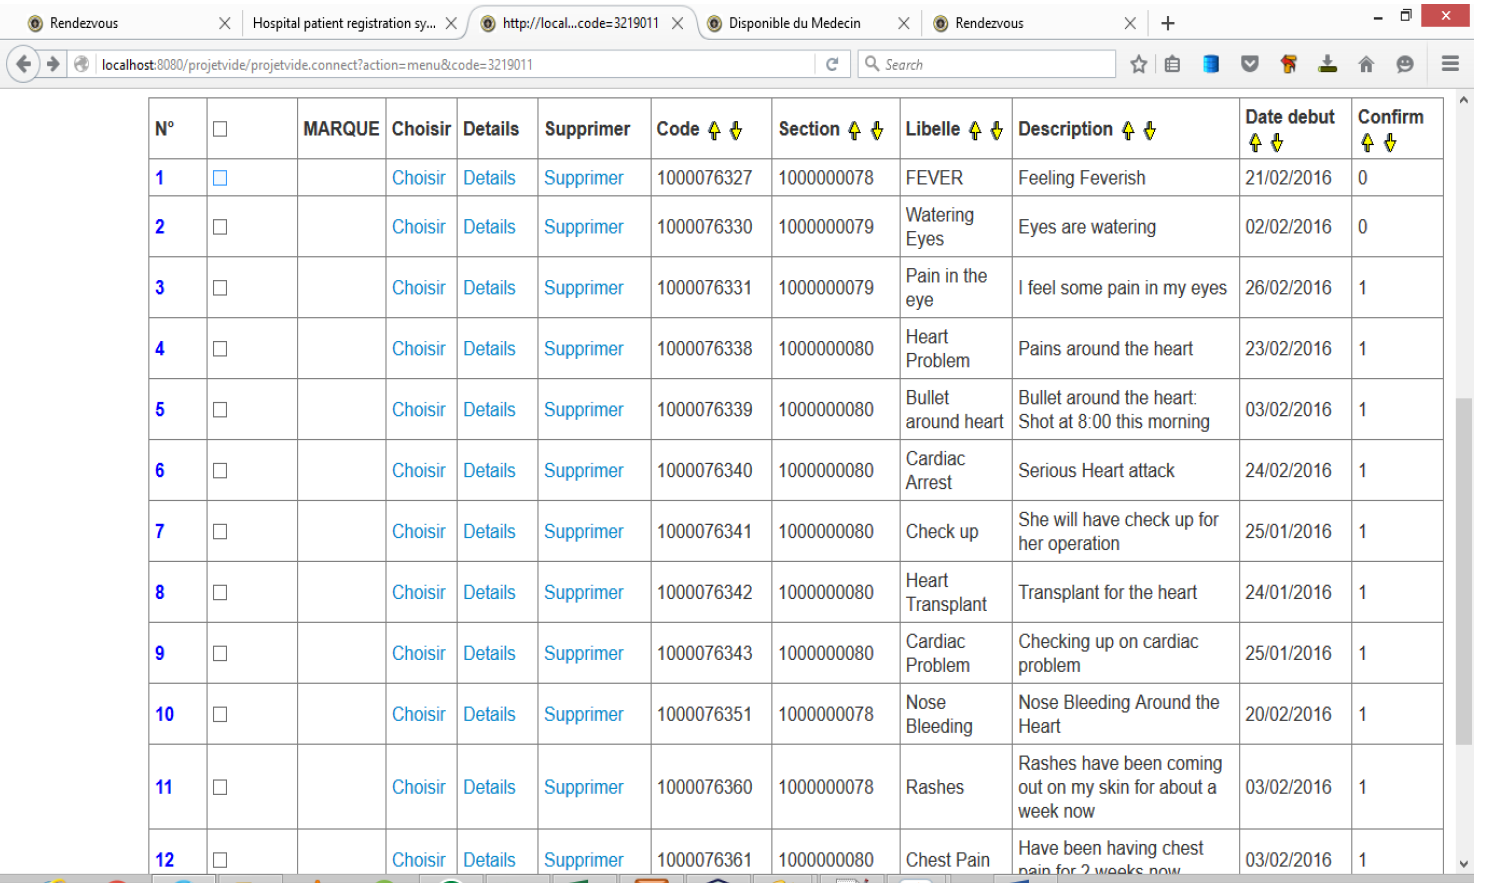 Rendezvous
Hospital patient registration sy...
http://local...code=3219011
Disponible du Medecin
Rendezvous
localhost:8080/projetvide/projetvide.connect?action=menu&code=3219011
Search
N° MARQUE Choisir Details Supprimer Code Section Libelle Description Date debut Confirm
1 Choisir Details Supprimer 1000076327 1000000078 FEVER Feeling Feverish 21/02/2016 0
2 Choisir Details Supprimer 1000076330 1000000079 Watering Eyes Eyes are watering 02/02/2016 0
3 Choisir Details Supprimer 1000076331 1000000079 Pain in the eye I feel some pain in my eyes 26/02/2016 1
4 Choisir Details Supprimer 1000076338 1000000080 Heart Problem Pains around the heart 23/02/2016 1
5 Choisir Details Supprimer 1000076339 1000000080 Bullet around heart Bullet around the heart: Shot at 8:00 this morning 03/02/2016 1
6 Choisir Details Supprimer 1000076340 1000000080 Cardiac Arrest Serious Heart attack 24/02/2016 1
7 Choisir Details Supprimer 1000076341 1000000080 Check up She will have check up for her operation 25/01/2016 1
8 Choisir Details Supprimer 1000076342 1000000080 Heart Transplant Transplant for the heart 24/01/2016 1
9 Choisir Details Supprimer 1000076343 1000000080 Cardiac Problem Checking up on cardiac problem 25/01/2016 1
10 Choisir Details Supprimer 1000076351 1000000078 Nose Bleeding Nose Bleeding Around the Heart 20/02/2016 1
11 Choisir Details Supprimer 1000076360 1000000078 Rashes Rashes have been coming out on my skin for about a week now 03/02/2016 1
12 Choisir Details Supprimer 1000076361 1000000080 Chest Pain Have been having chest pain for 2 weeks now 03/02/2016 1